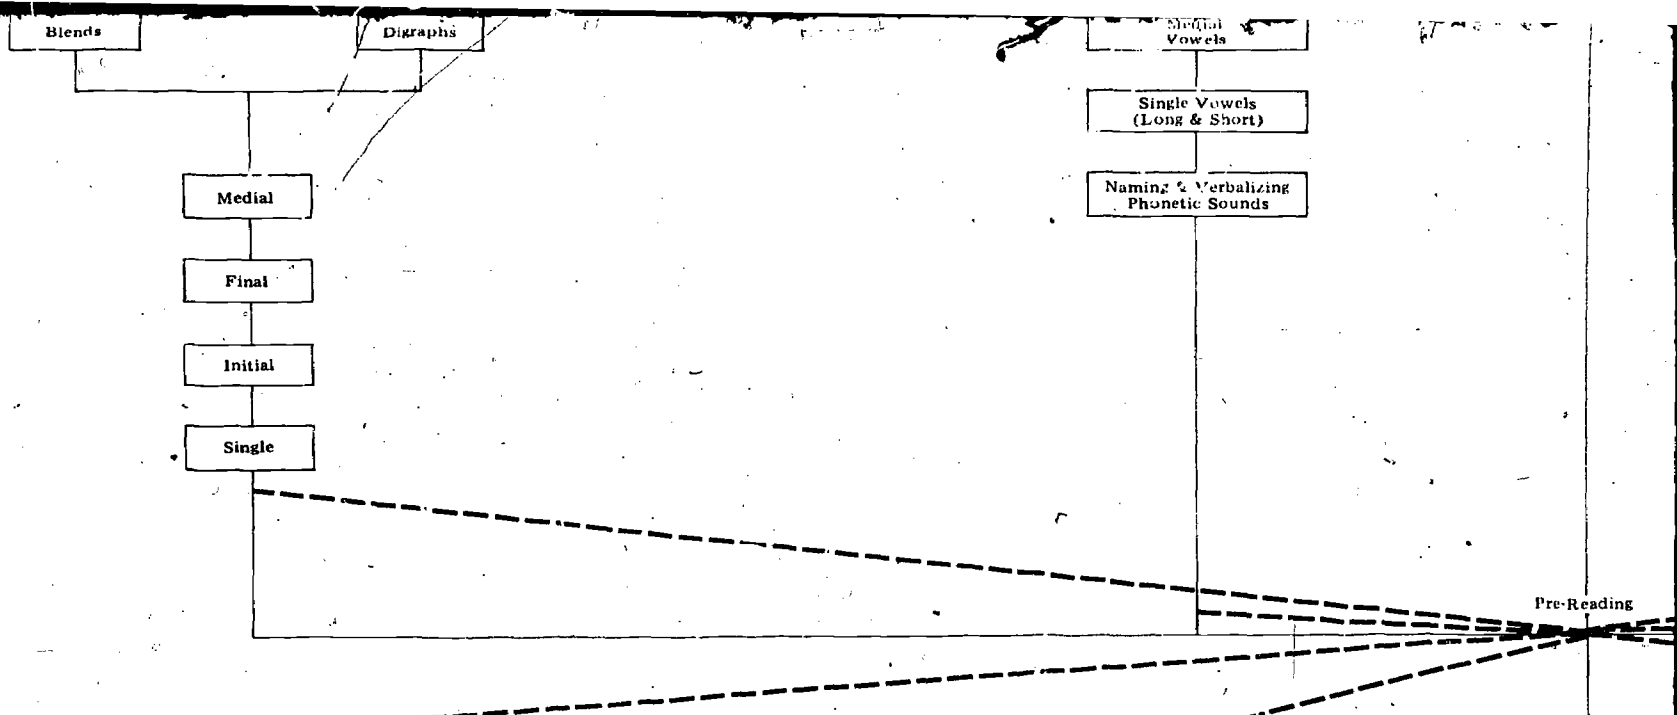 Blends
Digraphs
Medial
Vowels
Single Vowels
(Long & Short)
Medial
Naming & Verbalizing
Phonetic Sounds
Final
Initial
Single
Pre-Reading